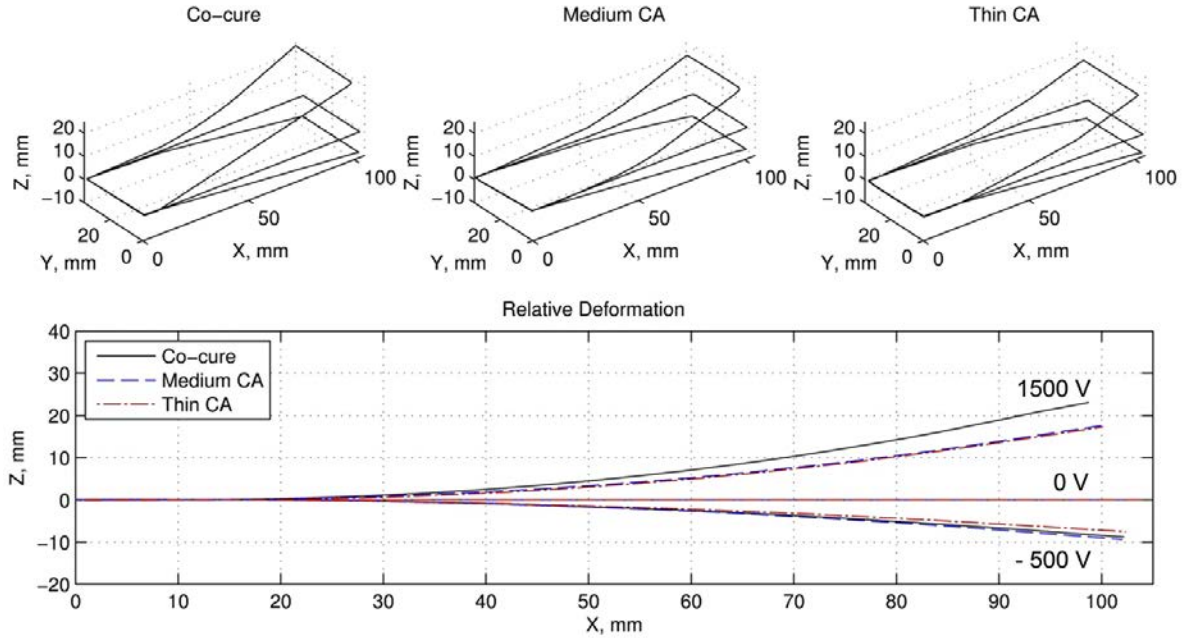 Co-cure
Medium CA
Thin CA
20
10
0
-10
Z, mm
20
0
Y, mm
0
50
100
X, mm
20
10
0
-10
Z, mm
20
0
Y, mm
0
50
100
X, mm
20
10
0
-10
Z, mm
20
0
Y, mm
0
50
100
X, mm
Relative Deformation
40
30
20
10
0
-10
-20
Z, mm
Co-cure
Medium CA
Thin CA
1500 V
0 V
- 500 V
0 10 20 30 40 50 60 70 80 90 100
X, mm